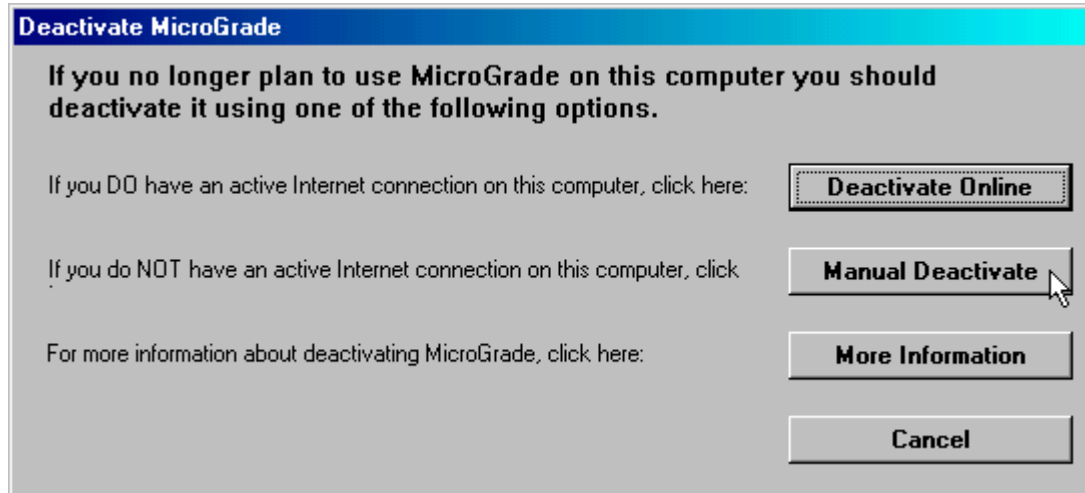 Deactivate MicroGrade
If you no longer plan to use MicroGrade on this computer you should
deactivate it using one of the following options.
If you DO have an active Internet connection on this computer, click here:
Deactivate Online
If you do NOT have an active Internet connection on this computer, click
Manual Deactivate
For more information about deactivating MicroGrade, click here:
More Information
Cancel